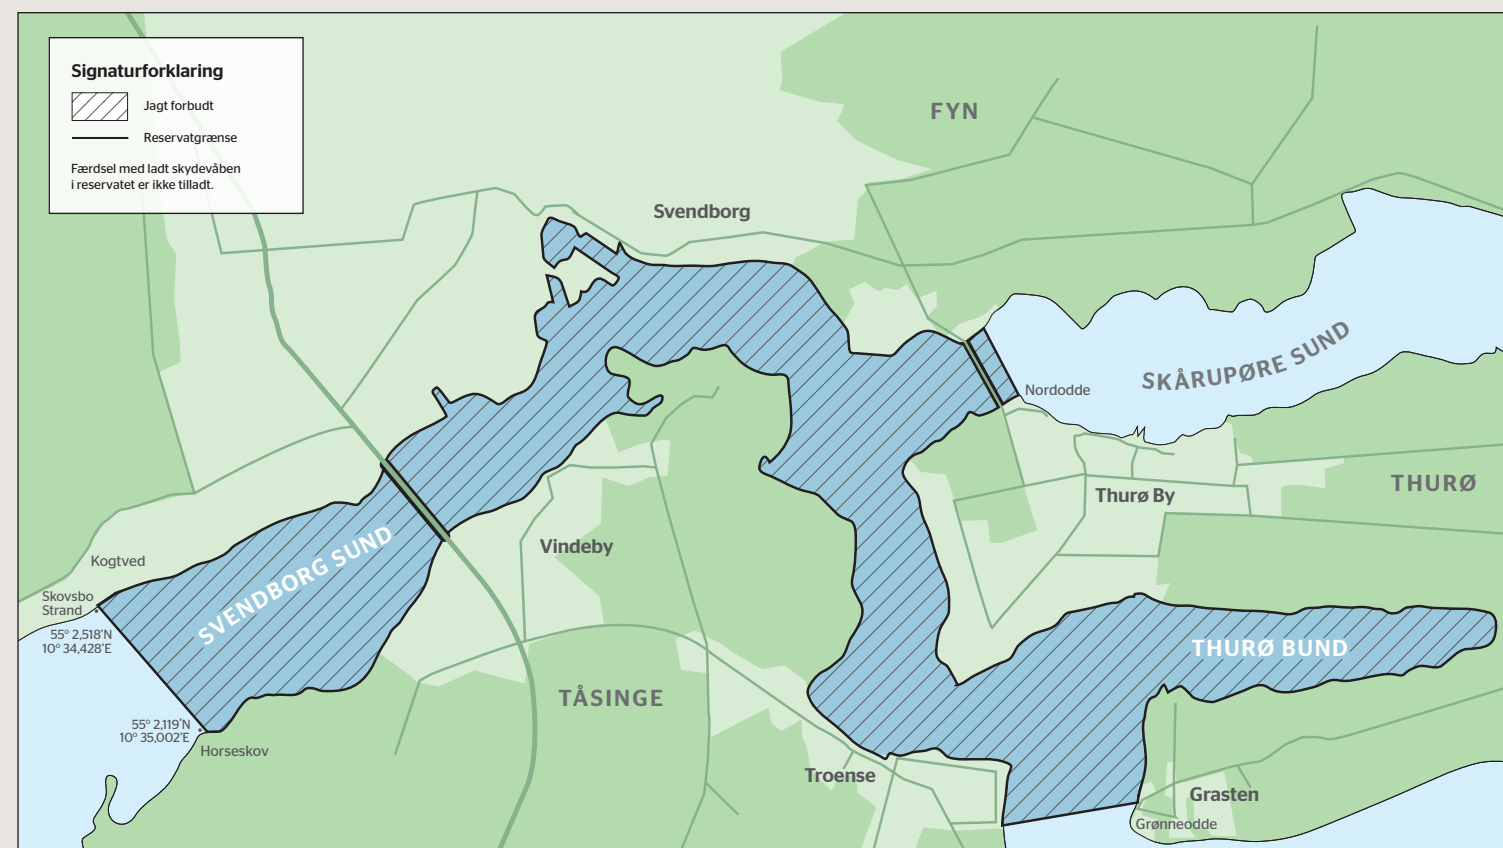 Signaturforklaring
Jagt forbudt
Reservatgrænse
Færdsel med ladt skydevåben
i reservatet er ikke tilladt.
FYN
Svendborg
SKÅRUPØRE SUND
Nordodde
THURØ
Thurø By
Vindeby
SVENDBORG SUND
Kogtved
Skovsbo
Strand
55° 2,518'N
10° 34,428'E
THURØ BUND
TÅSINGE
55° 2,119'N
10° 35,002'E
Horseskov
Troense
Grasten
Grønneodde